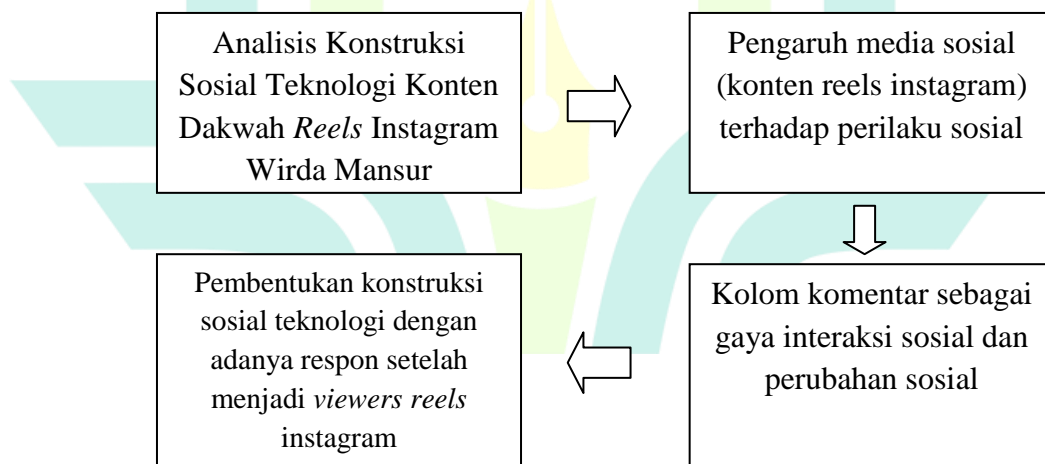 Analisis Konstruksi
Sosial Teknologi Konten
Dakwah Reels Instagram
Wirda Mansur
Pengaruh media sosial
(konten reels instagram)
terhadap perilaku sosial
Kolom komentar sebagai
gaya interaksi sosial dan
perubahan sosial
Pembentukan konstruksi
sosial teknologi dengan
adanya respon setelah
menjadi viewers reels
instagram